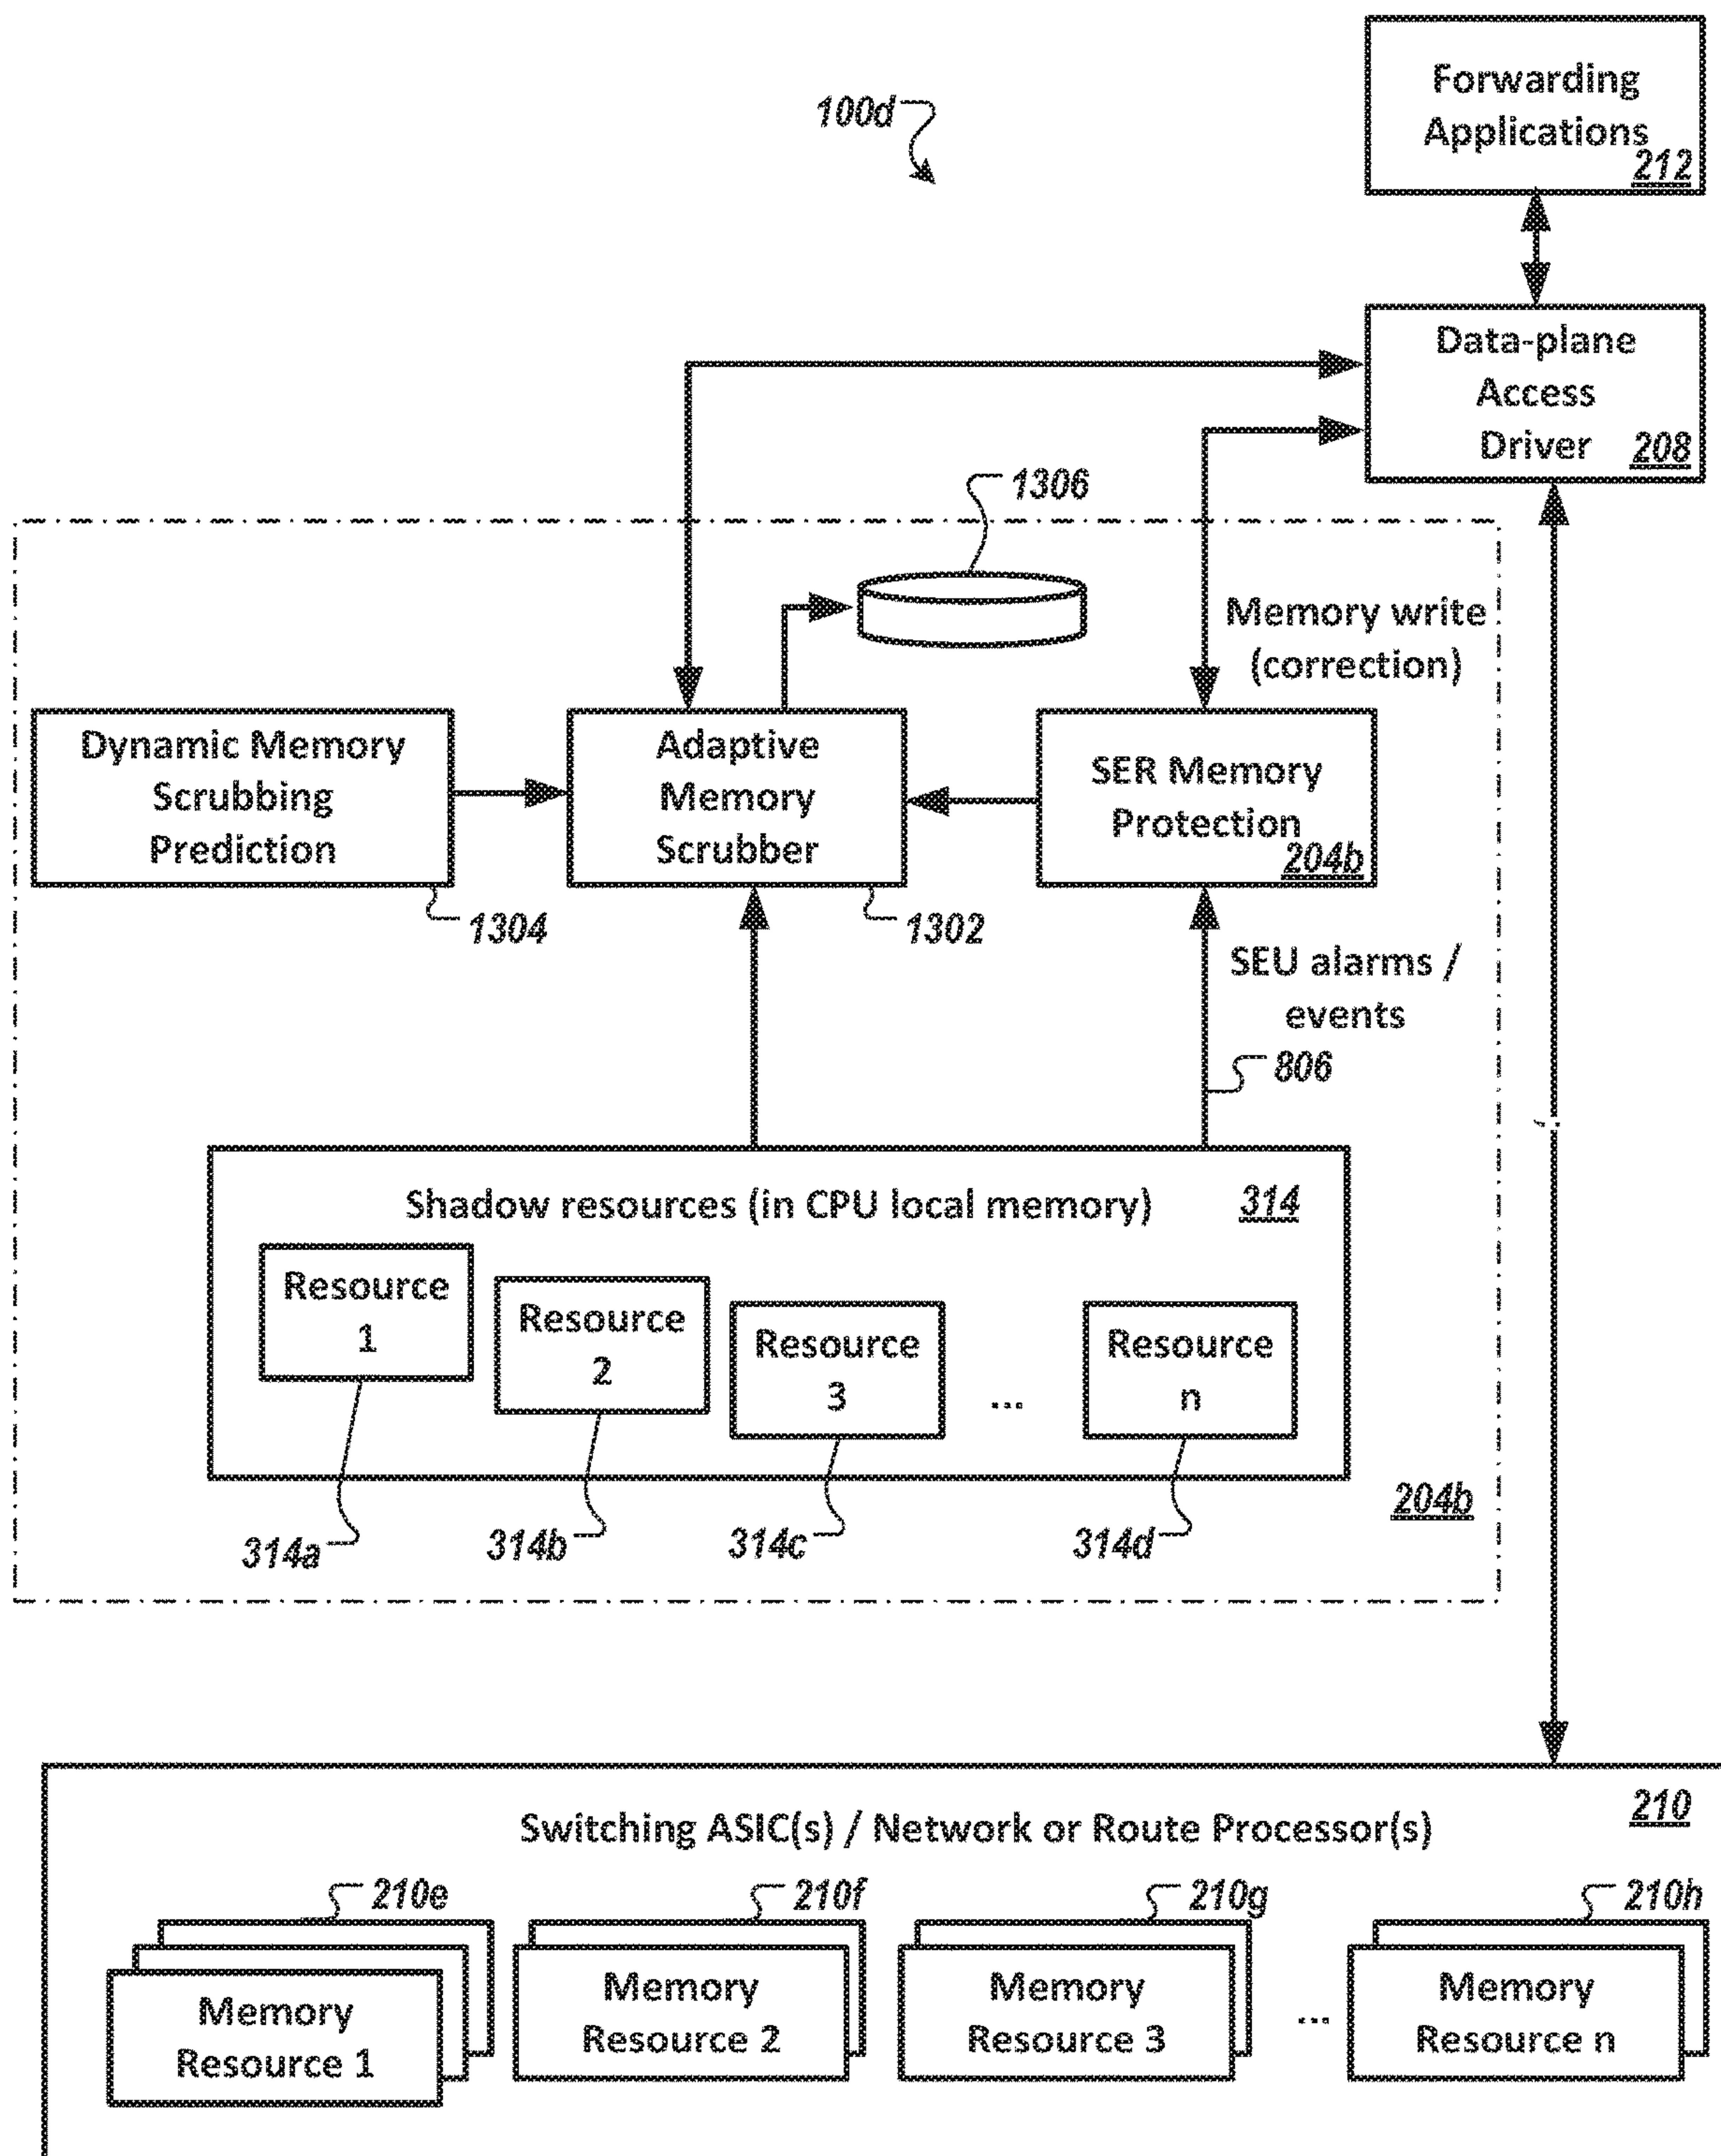 100d
Forwarding
Applications
212
Data-plane
Access
Driver
208
1306
Memory write
(correction)
Dynamic Memory
Scrubbing
Prediction
1304
Adaptive
Memory
Scrubber
1302
SER Memory
Protection
204b
SEU alarms /
events
806
Shadow resources (in CPU local memory)
314
Resource
1
Resource
2
Resource
3
...
Resource
n
314a
314b
314c
314d
204b
210
Switching ASIC(s) / Network or Route Processor(s)
210e
210f
210g
210h
Memory
Resource 1
Memory
Resource 2
Memory
Resource 3
...
Memory
Resource n